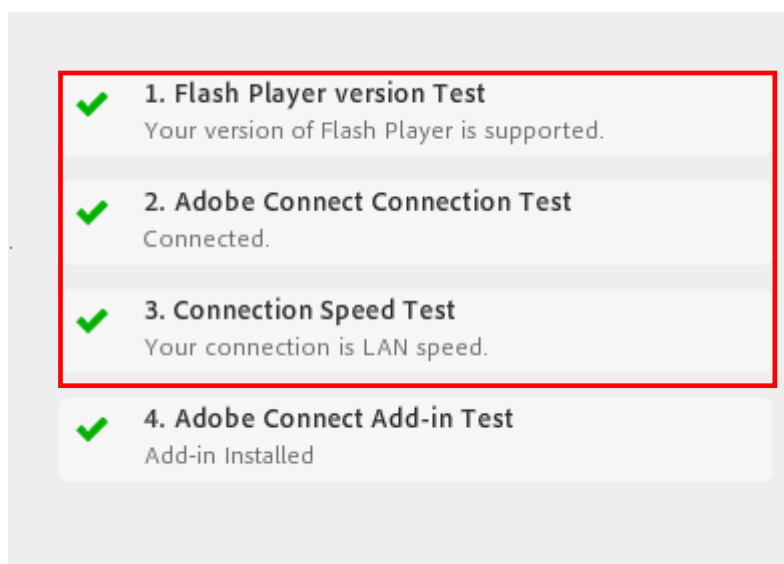 1. Flash Player version Test
Your version of Flash Player is supported.
2. Adobe Connect Connection Test
Connected.
3. Connection Speed Test
Your connection is LAN speed.
4. Adobe Connect Add-in Test
Add-in Installed